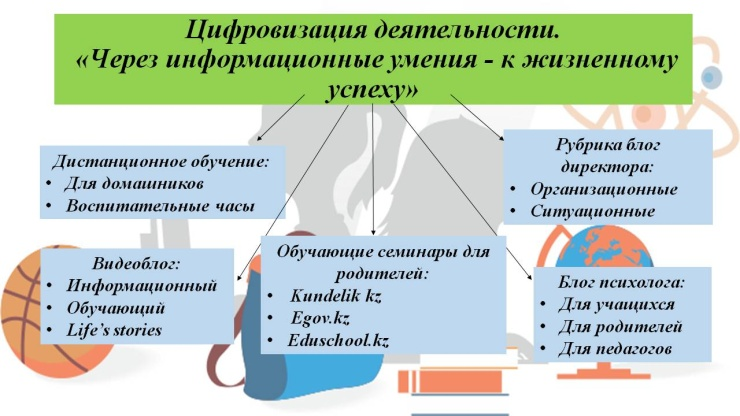 Цифровизация деятельности.
«Через информационные умения - к жизненному
успеху»
Дистанционное обучение:
• Для домашников
• Воспитательные часы
Рубрика блог
директора:
• Организационные
• Ситуационные
Видеоблог:
• Информационный
• Обучающий
• Life’s stories
Обучающие семинары для
родителей:
• Kundelik kz
• Egov.kz
• Eduschool.kz
Блог психолога:
• Для учащихся
• Для родителей
• Для педагогов